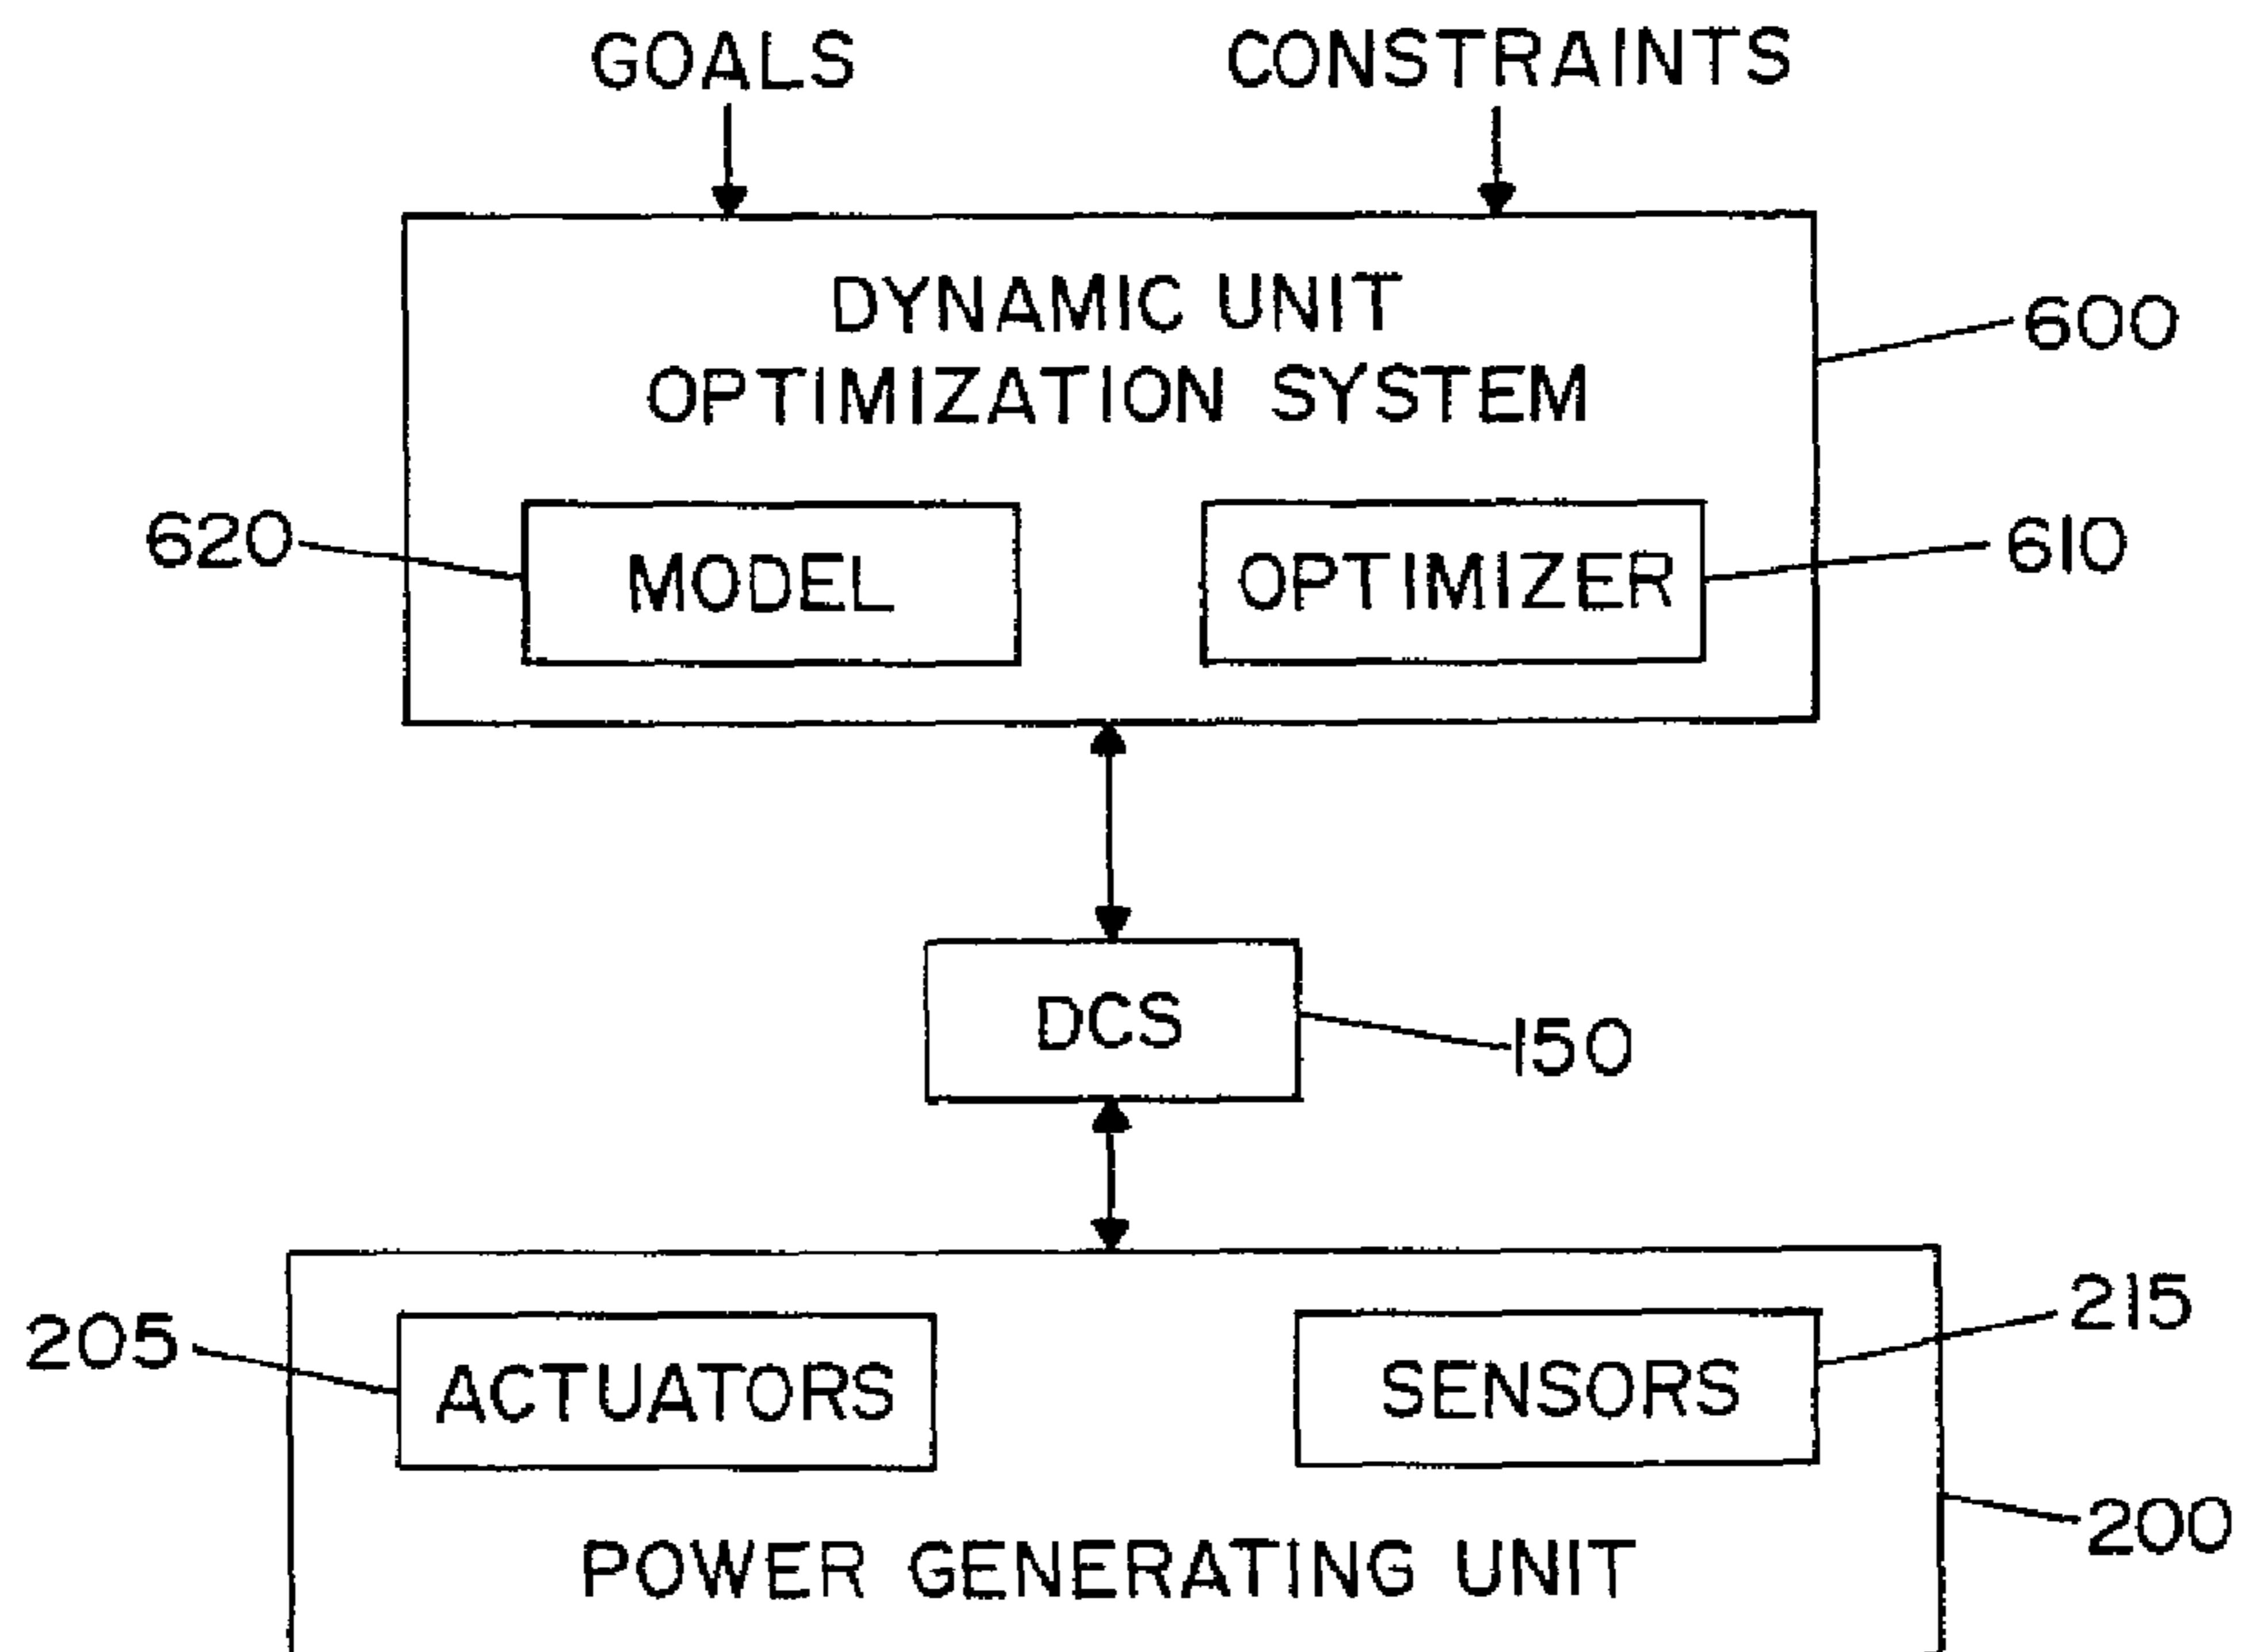 GOALS CONSTRAINTS
DYNAMIC UNIT
OPTIMIZATION SYSTEM
600
620
MODEL
OPTIMIZER
610
DCS
150
205
ACTUATORS
SENSORS
215
200
POWER GENERATING UNIT